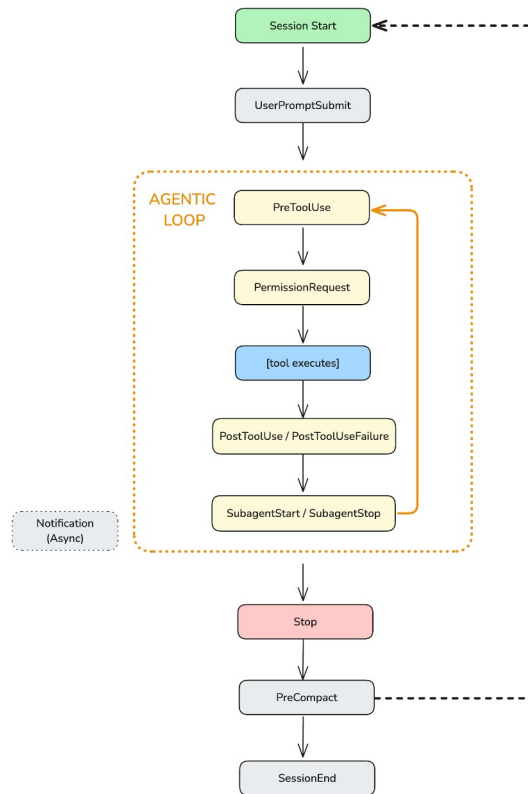 Session Start
UserPromptSubmit
AGENTIC
LOOP
PreToolUse
PermissionRequest
[tool executes]
PostToolUse / PostToolUseFailure
SubagentStart / SubagentStop
Notification
(Async)
Stop
PreCompact
SessionEnd